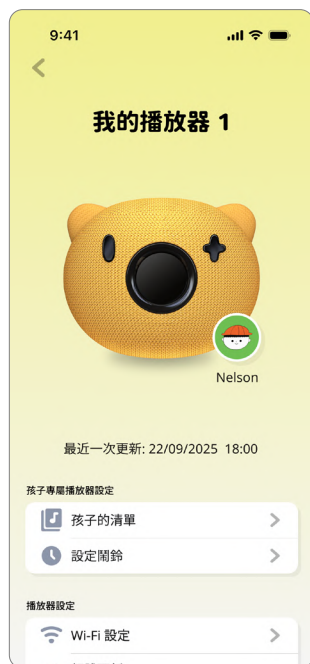 9:41
我的播放器 1
Nelson
最近一次更新: 22/09/2025 18:00
孩子專屬播放器設定
孩子的清單
設定鬧鈴
播放器設定
Wi-Fi 設定